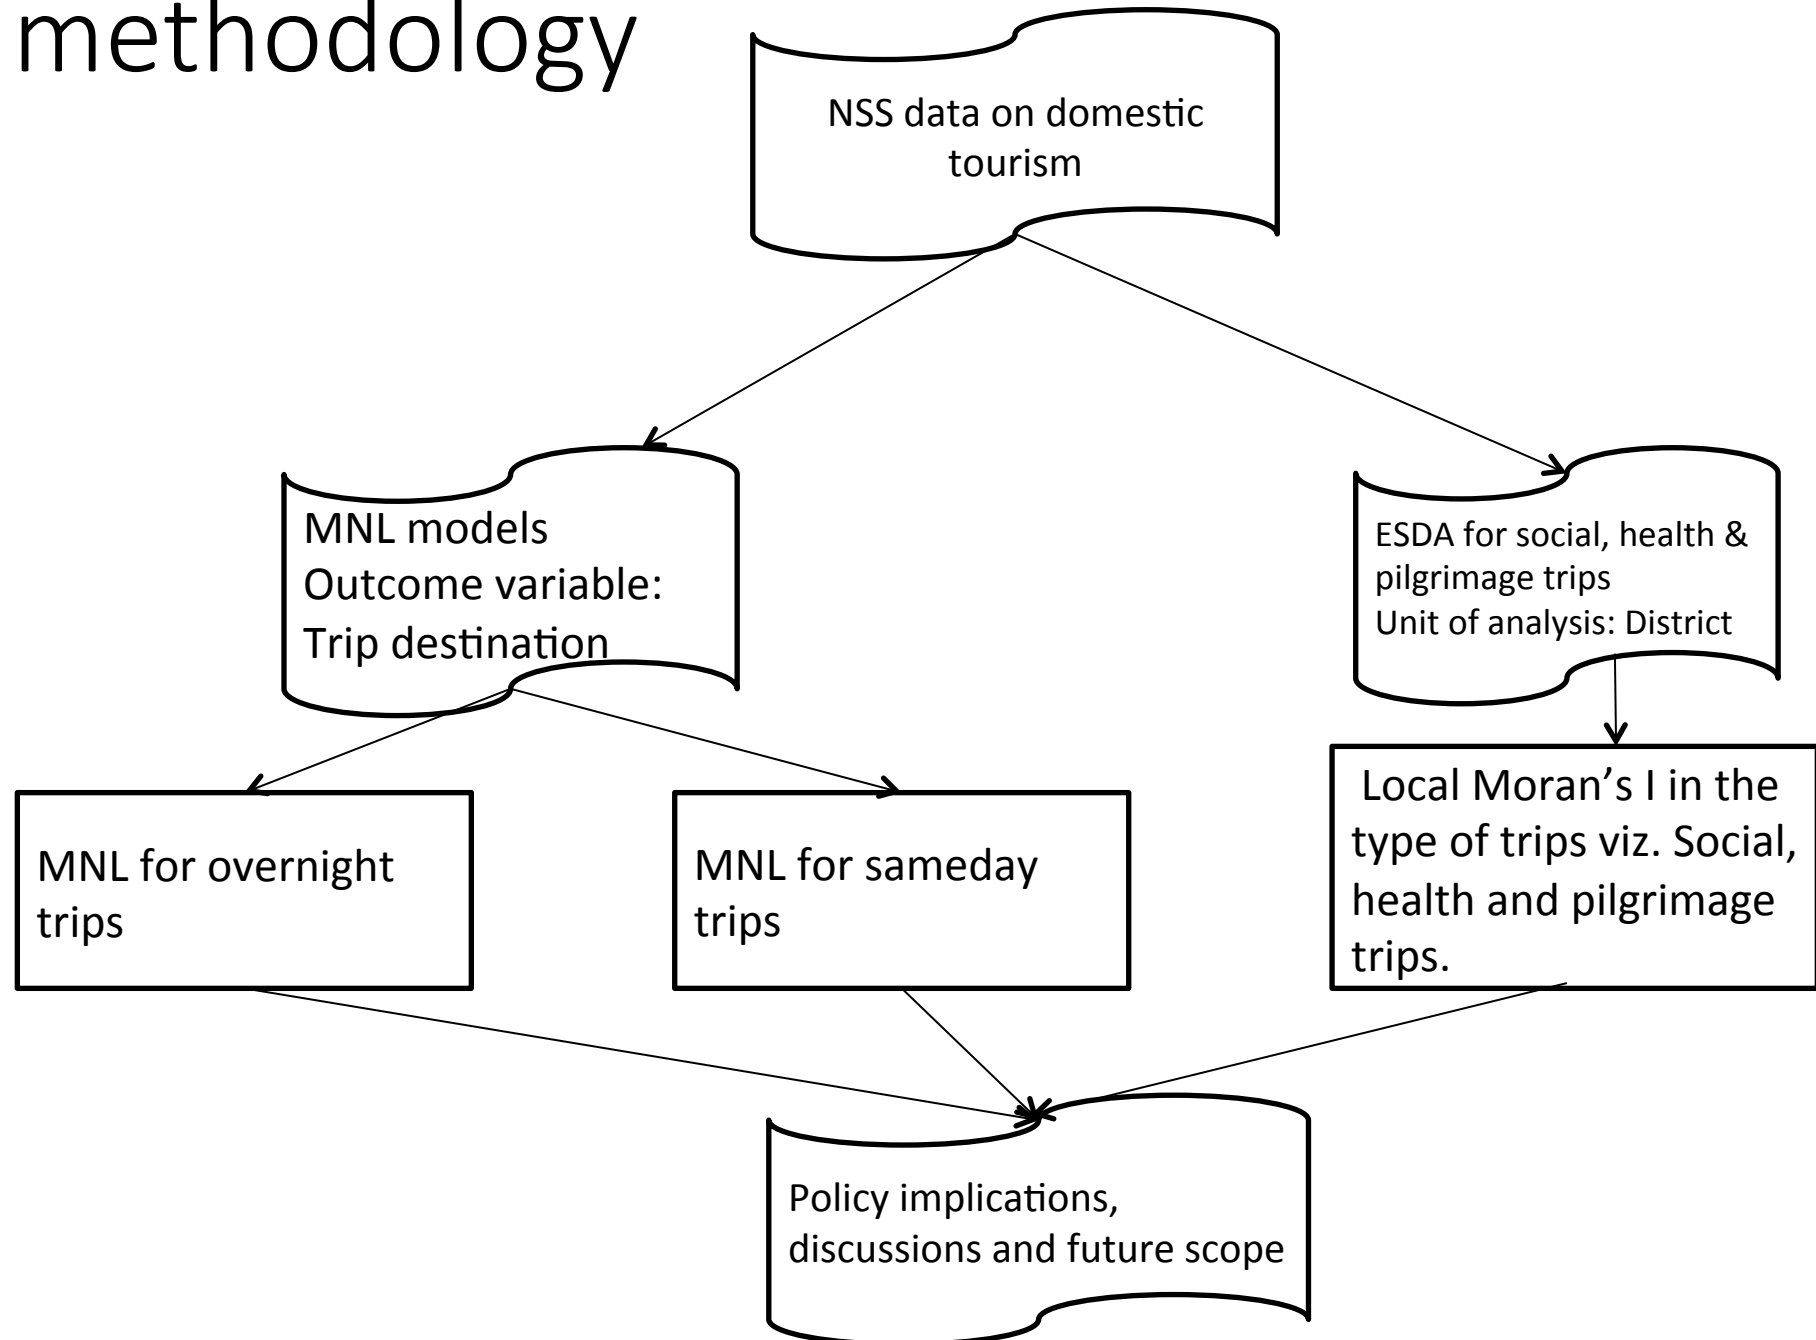 methodology
NSS data on domestic
tourism
MNL models
Outcome variable:
Trip destination
ESDA for social, health &
pilgrimage trips
Unit of analysis: District
MNL for overnight
trips
MNL for sameday
trips
Local Moran’s I in the
type of trips viz. Social,
health and pilgrimage
trips.
Policy implications,
discussions and future scope